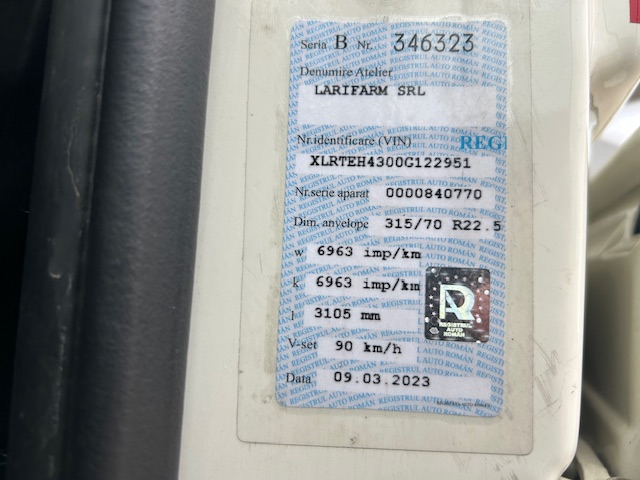 Seria B Nr. 346323
Denumire Atelier
LARIFARM SRL
Nr.identificare (VIN)
REGI
XLRTEH4300G122951
Nr.serie aparat 0000840770
Dim. anvelope 315/70 R22.5
w 6963 imp/km
k 6963 imp/km
l 3105 mm
REGISTRUL
AUTO
ROMÂN
V-set 90 km/h
Data 09.03.2023